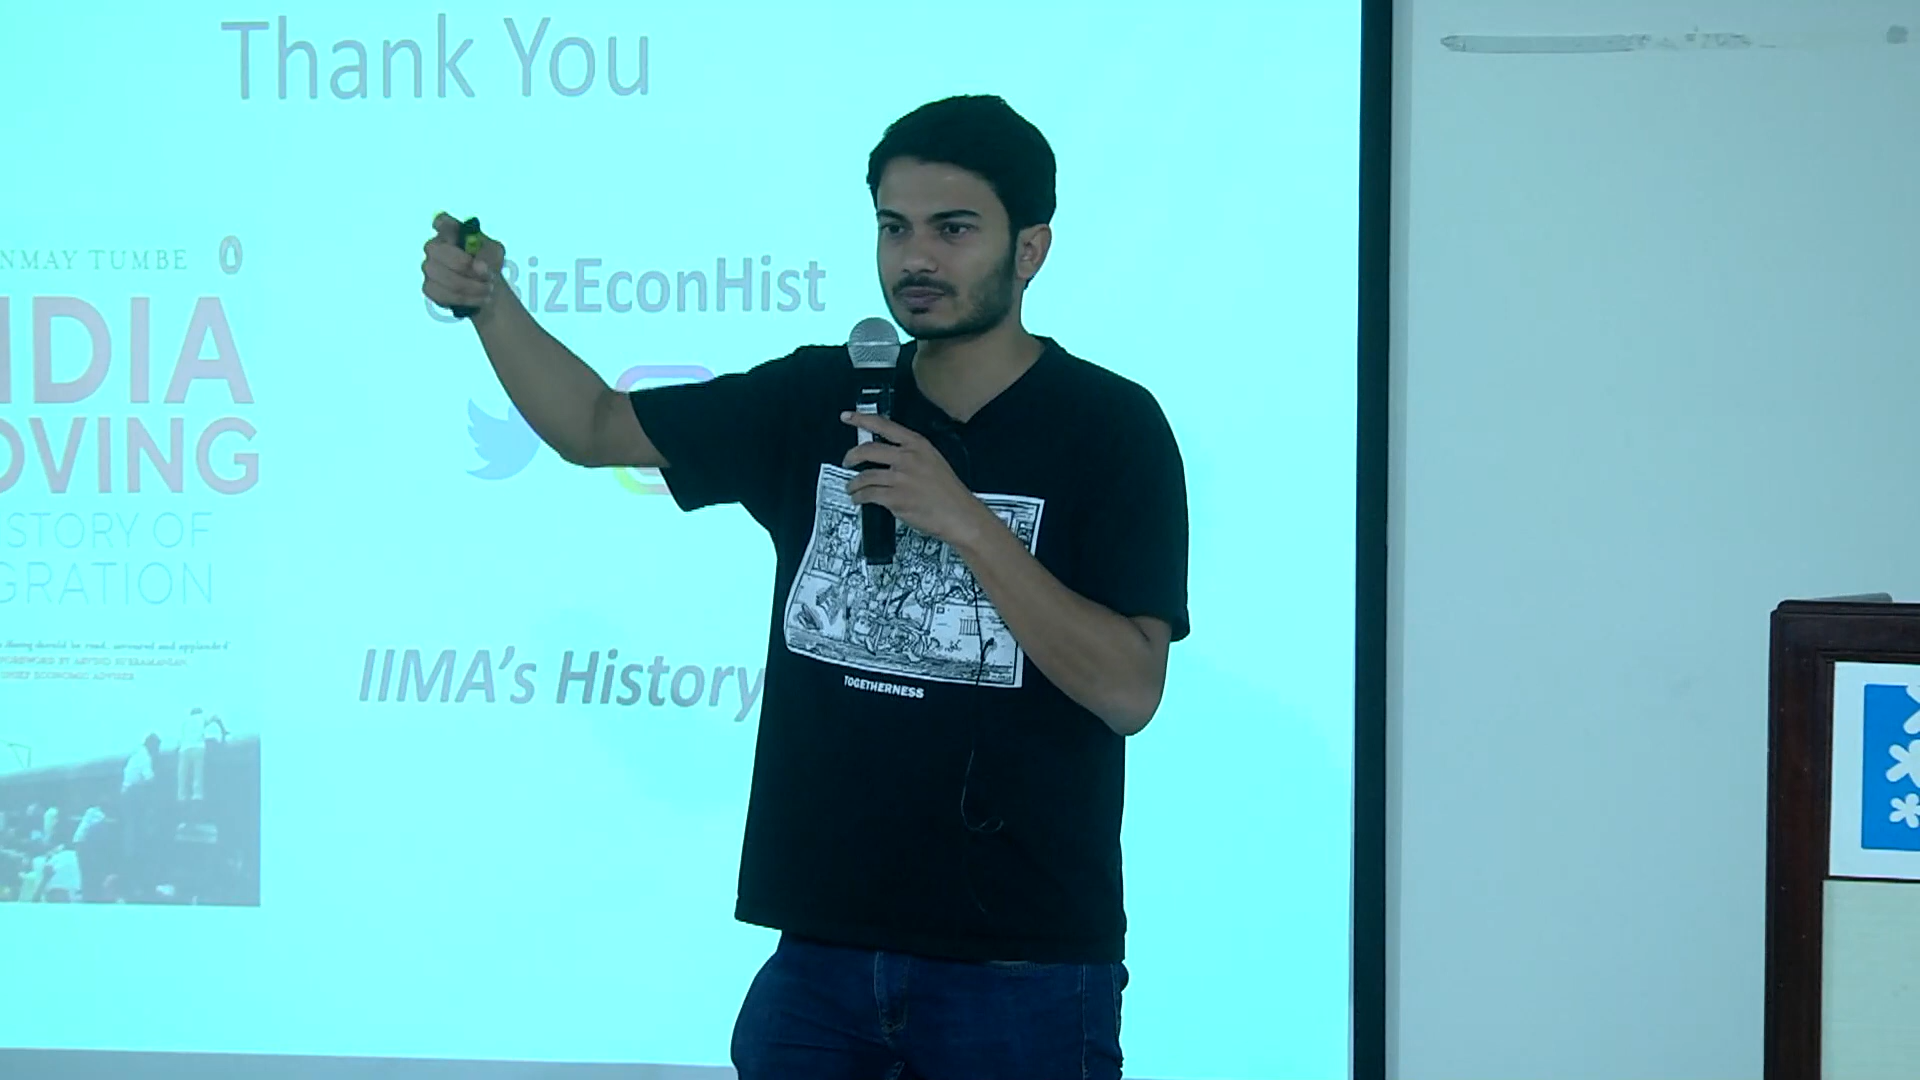 Thank You
NMAY TUMBE
BizEconHist
DIA
OVING
STORY OF
GRATION
IIMA's History
TOGETHERNESS